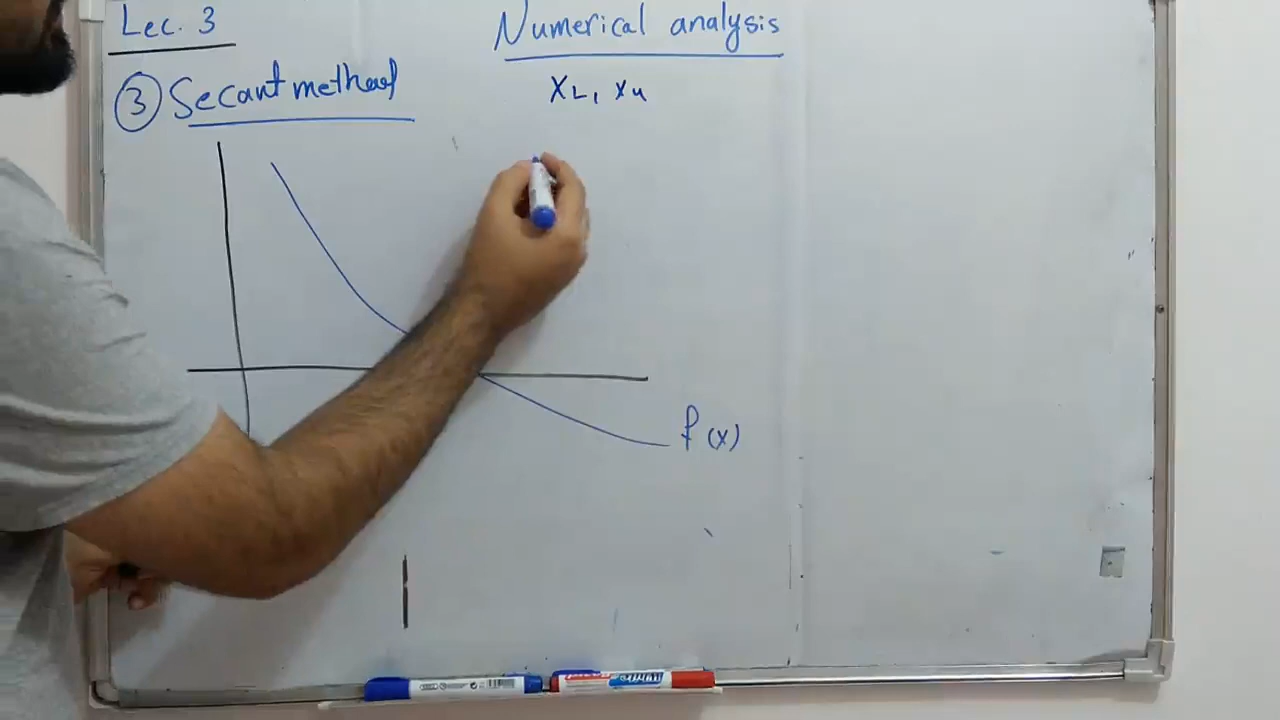 Lec. 3
Numerical analysis
③ Secant method
XL, Xu
f(x)